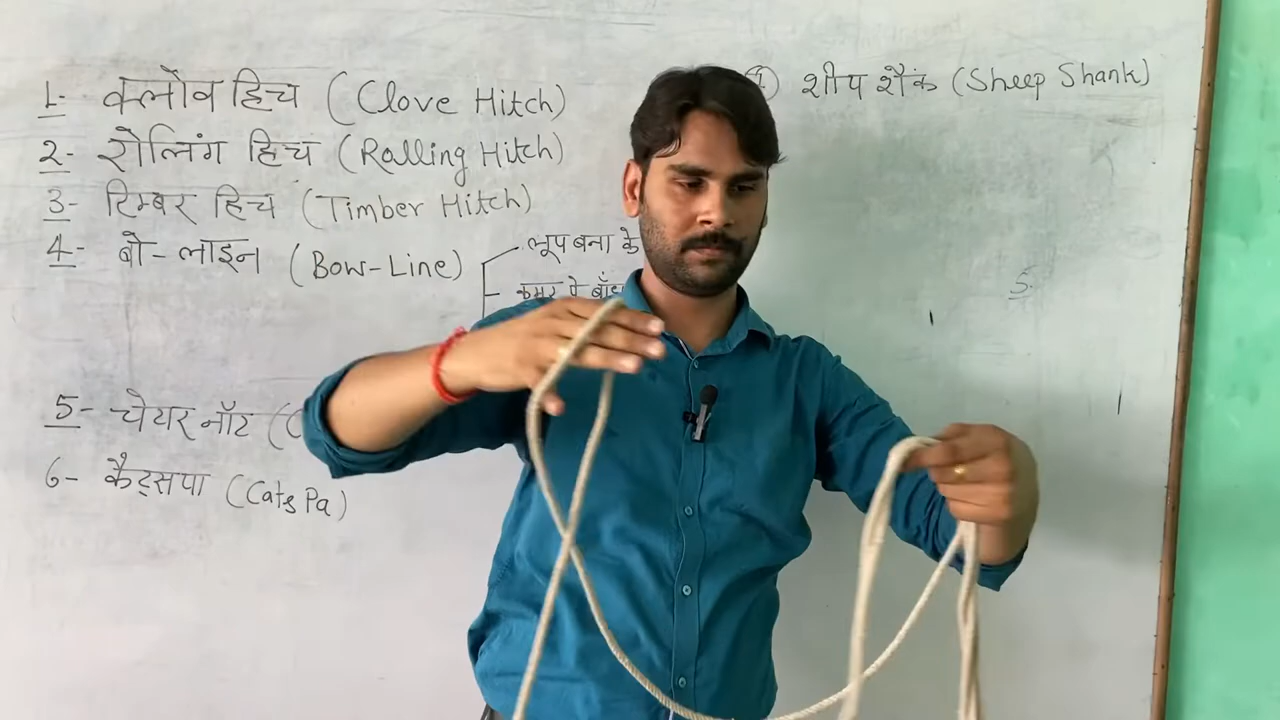 1- क्लोव हिच (Clove Hitch)
2- रोलिंग हिच (Rolling Hitch)
3- टिम्बर हिच (Timber Hitch)
4- बो-लाइन (Bow-Line)
लूप बना के
कमर पे
5- चेयर नॉट (C
6- कैट्सपा (Cats Pa)
शीप शैंक (Sheep Shank)
5